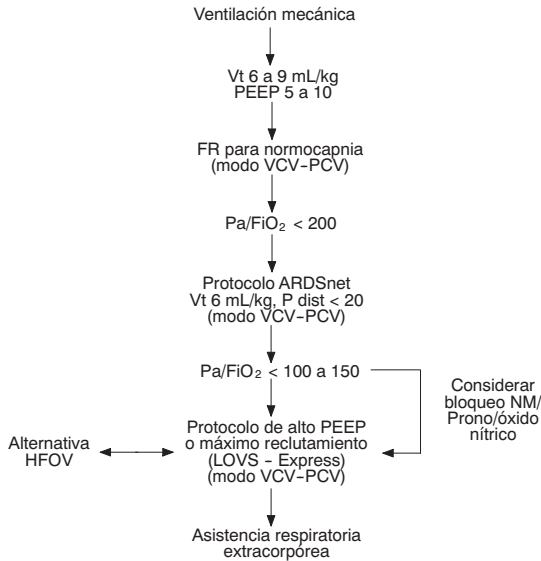 Ventilación mecánica
Vt 6 a 9 mL/kg
PEEP 5 a 10
FR para normocapnia
(modo VCV-PCV)
Pa/FiO₂ < 200
Protocolo ARDSnet
Vt 6 mL/kg, P dist < 20
(modo VCV-PCV)
Pa/FiO₂ < 100 a 150
Considerar
bloqueo NM/
Prono/óxido
nítrico
Protocolo de alto PEEP
o máximo reclutamiento
(LOVS - Express)
(modo VCV-PCV)
Alternativa
HFOV
Asistencia respiratoria
extracorpórea